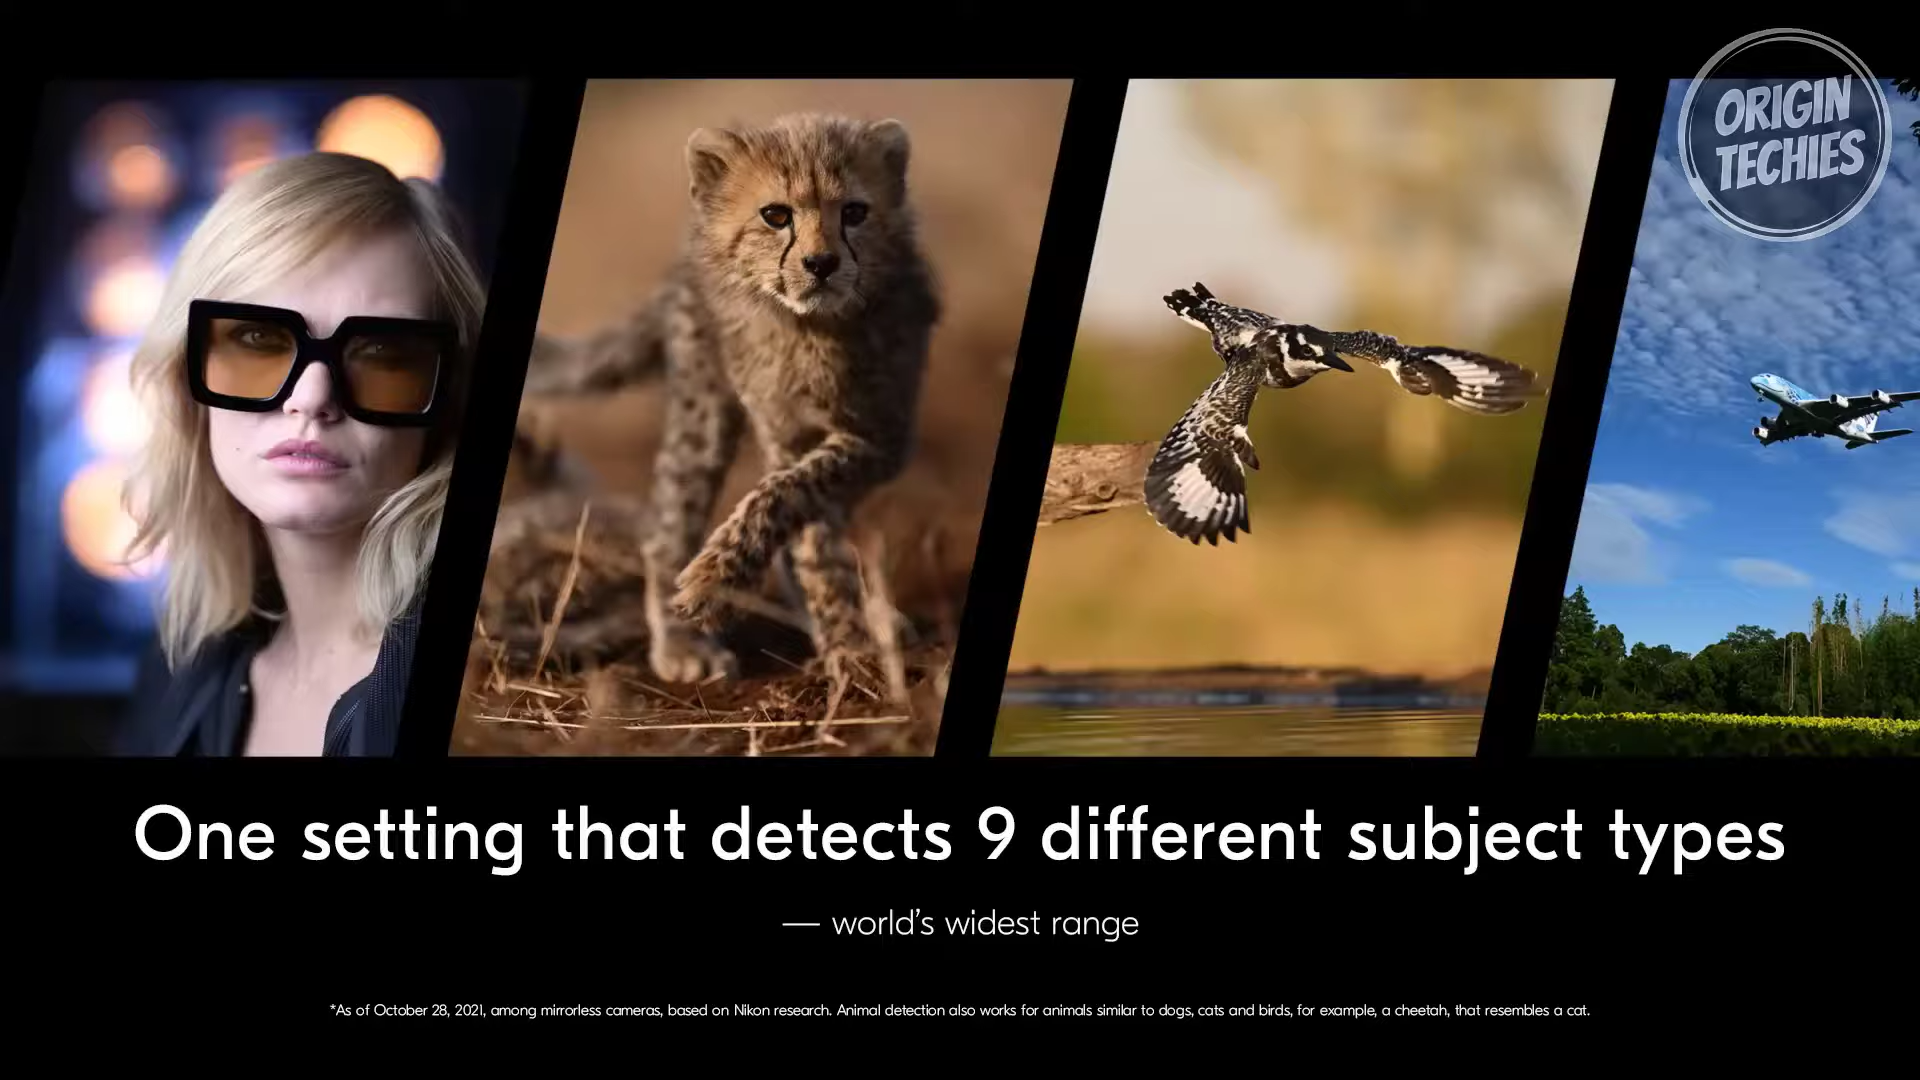 ORIGIN
TECHIES
One setting that detects 9 different subject types
— world's widest range
*As of October 28, 2021, among mirrorless cameras, based on Nikon research. Animal detection also works for animals similar to dogs, cats and birds, for example, a cheetah, that resembles a cat.